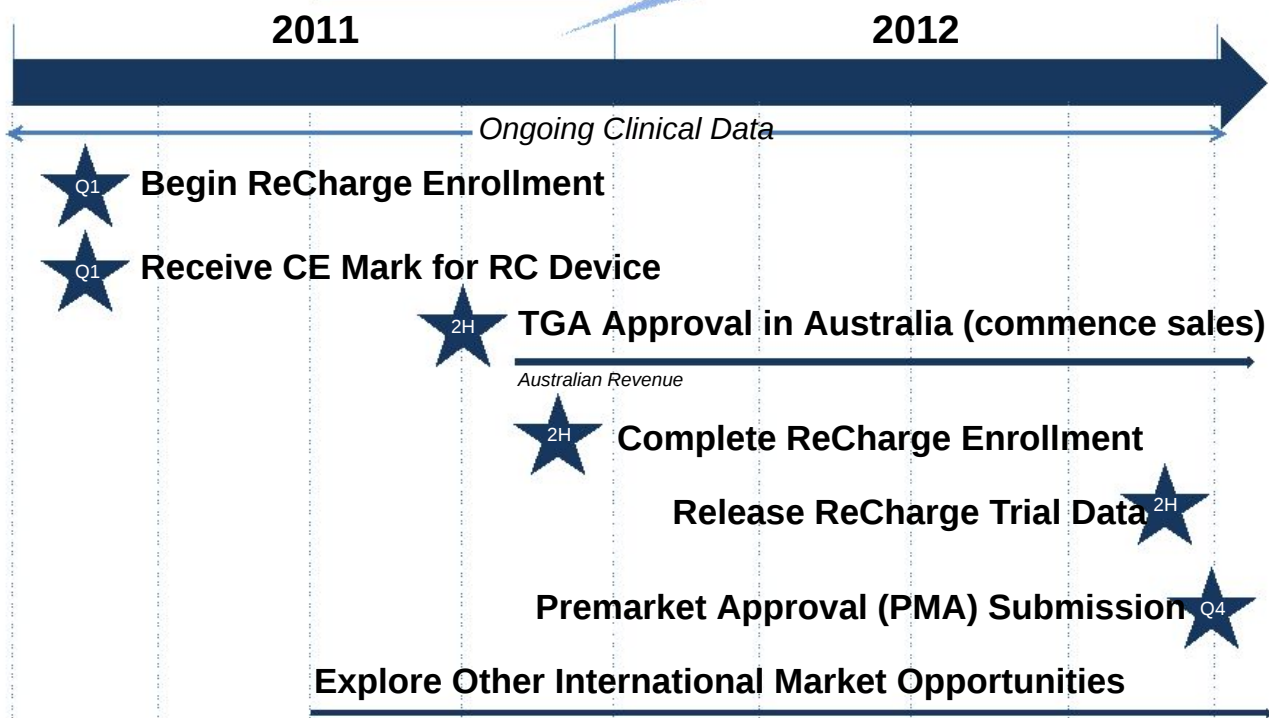 2011 2012
Ongoing Clinical Data
Q1 Begin ReCharge Enrollment
Q1 Receive CE Mark for RC Device
2H TGA Approval in Australia (commence sales)
Australian Revenue
2H Complete ReCharge Enrollment
Release ReCharge Trial Data 2H
Premarket Approval (PMA) Submission Q4
Explore Other International Market Opportunities